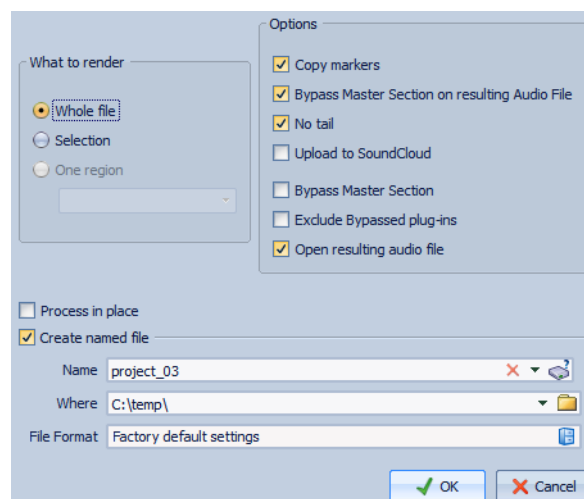 Options
What to render
Copy markers
Whole file
Bypass Master Section on resulting Audio File
No tail
Selection
Upload to SoundCloud
One region
Bypass Master Section
Exclude Bypassed plug-ins
Open resulting audio file
Process in place
Create named file
Name project_03
Where C:\temp\
File Format Factory default settings
OK Cancel